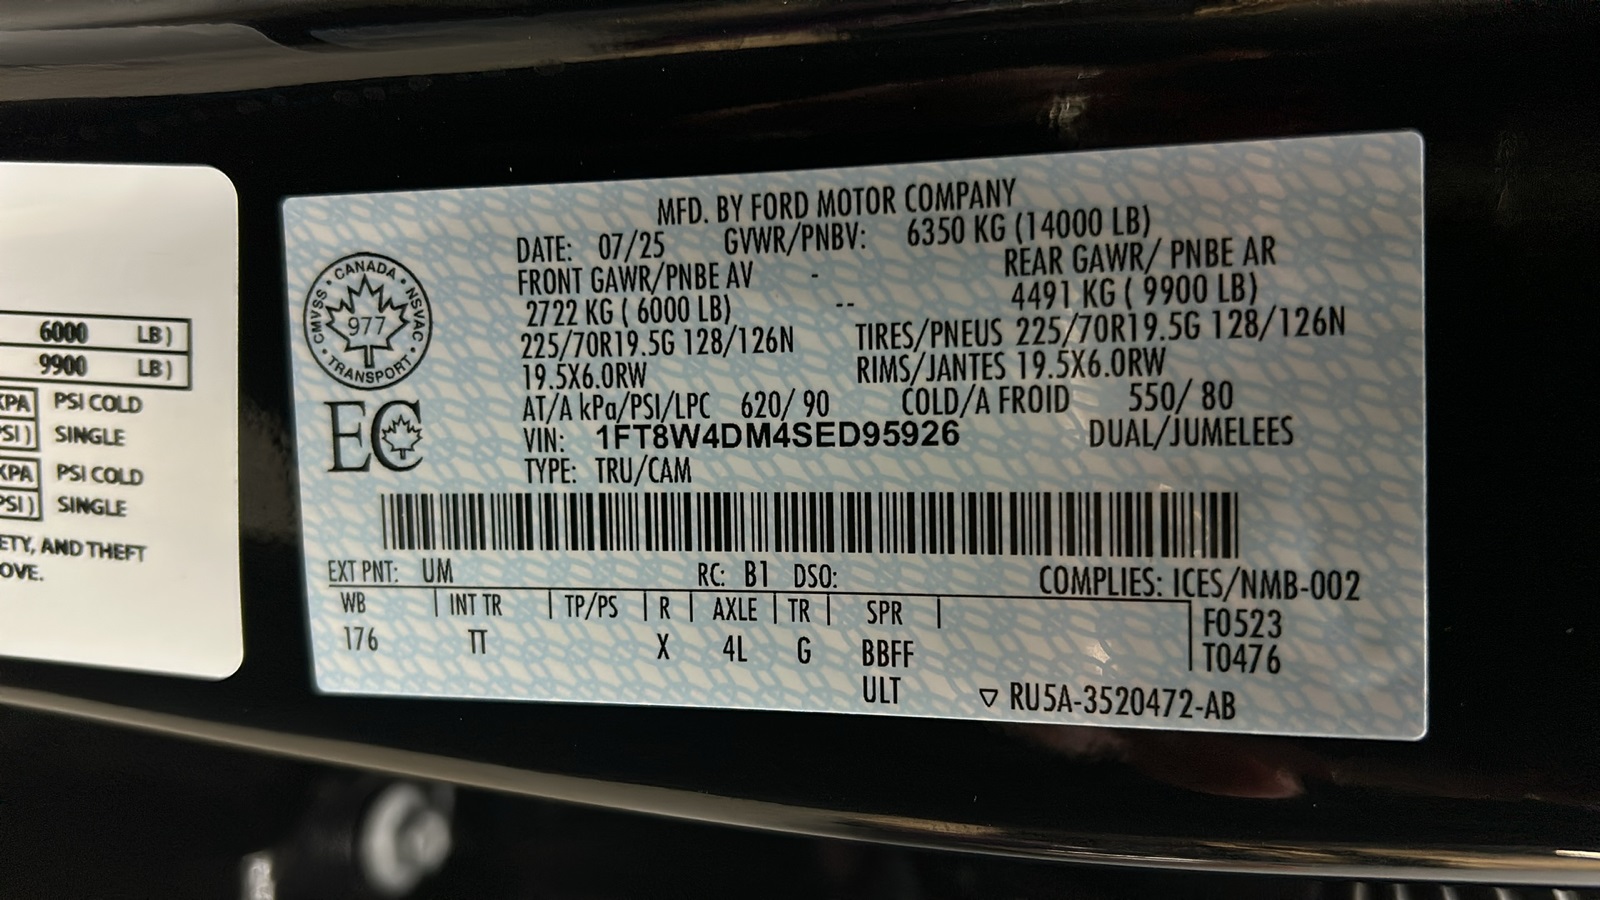 6000 LB)
9900 LB)
KPA PSI COLD
PSI) SINGLE
KPA PSI COLD
PSI) SINGLE
ETY, AND THEFT
OVE.
MFD. BY FORD MOTOR COMPANY
DATE: 07/25 GVWR/PNBV: 6350 KG (14000 LB)
FRONT GAWR/PNBE AV - REAR GAWR/ PNBE AR
2722 KG ( 6000 LB) -- 4491 KG ( 9900 LB)
225/70R19.5G 128/126N TIRES/PNEUS 225/70R19.5G 128/126N
19.5X6.0RW RIMS/JANTES 19.5X6.0RW
AT/A kPa/PSI/LPC 620/ 90 COLD/A FROID 550/ 80
VIN: 1FT8W4DM4SED95926 DUAL/JUMELEES
TYPE: TRU/CAM
CANADA · NSVAC · TRANSPORT · CMVSS ·
977
EC
EXT PNT: UM RC: B1 DSO: COMPLIES: ICES/NMB-002
WB | INT TR | TP/PS | R | AXLE | TR | SPR | F0523
176 TT X 4L G BBFF T0476
ULT ▽ RU5A-3520472-AB